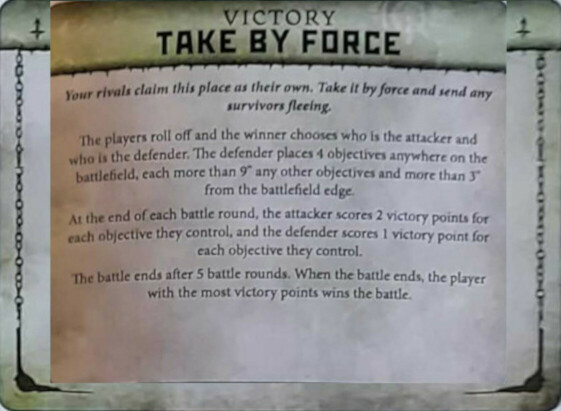 VICTORY
TAKE BY FORCE
Your rivals claim this place as their own. Take it by force and send any
survivors fleeing.
The players roll off and the winner chooses who is the attacker and
who is the defender. The defender places 4 objectives anywhere on the
battlefield, each more than 9" any other objectives and more than 3"
from the battlefield edge.
At the end of each battle round, the attacker scores 2 victory points for
each objective they control, and the defender scores 1 victory point for
each objective they control.
The battle ends after 5 battle rounds. When the battle ends, the player
with the most victory points wins the battle.